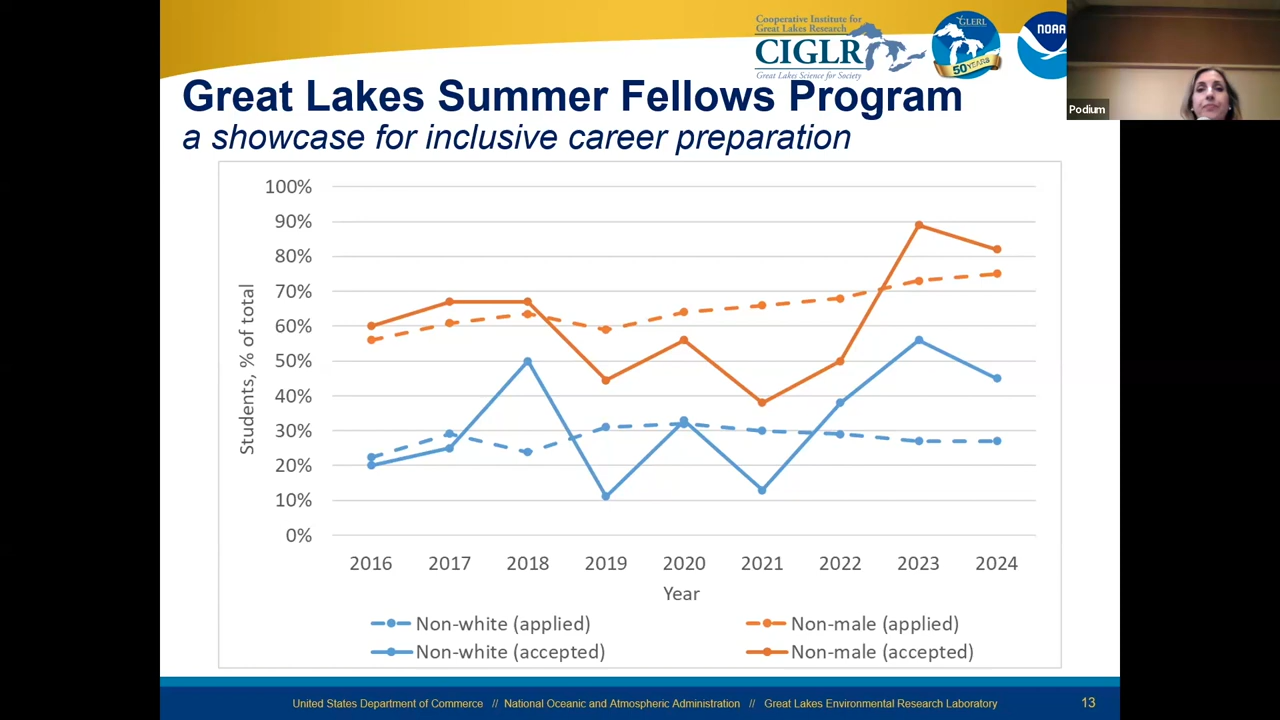 Cooperative Institute for
Great Lakes Research
CIGLR
Great Lakes Science for Society
GLERL
50 YEARS
NOAA
Podium
Great Lakes Summer Fellows Program
a showcase for inclusive career preparation
100%
90%
80%
70%
60%
50%
40%
30%
20%
10%
0%
Students, % of total
2016 2017 2018 2019 2020 2021 2022 2023 2024
Year
Non-white (applied) Non-male (applied)
Non-white (accepted) Non-male (accepted)
United States Department of Commerce // National Oceanic and Atmospheric Administration // Great Lakes Environmental Research Laboratory 13